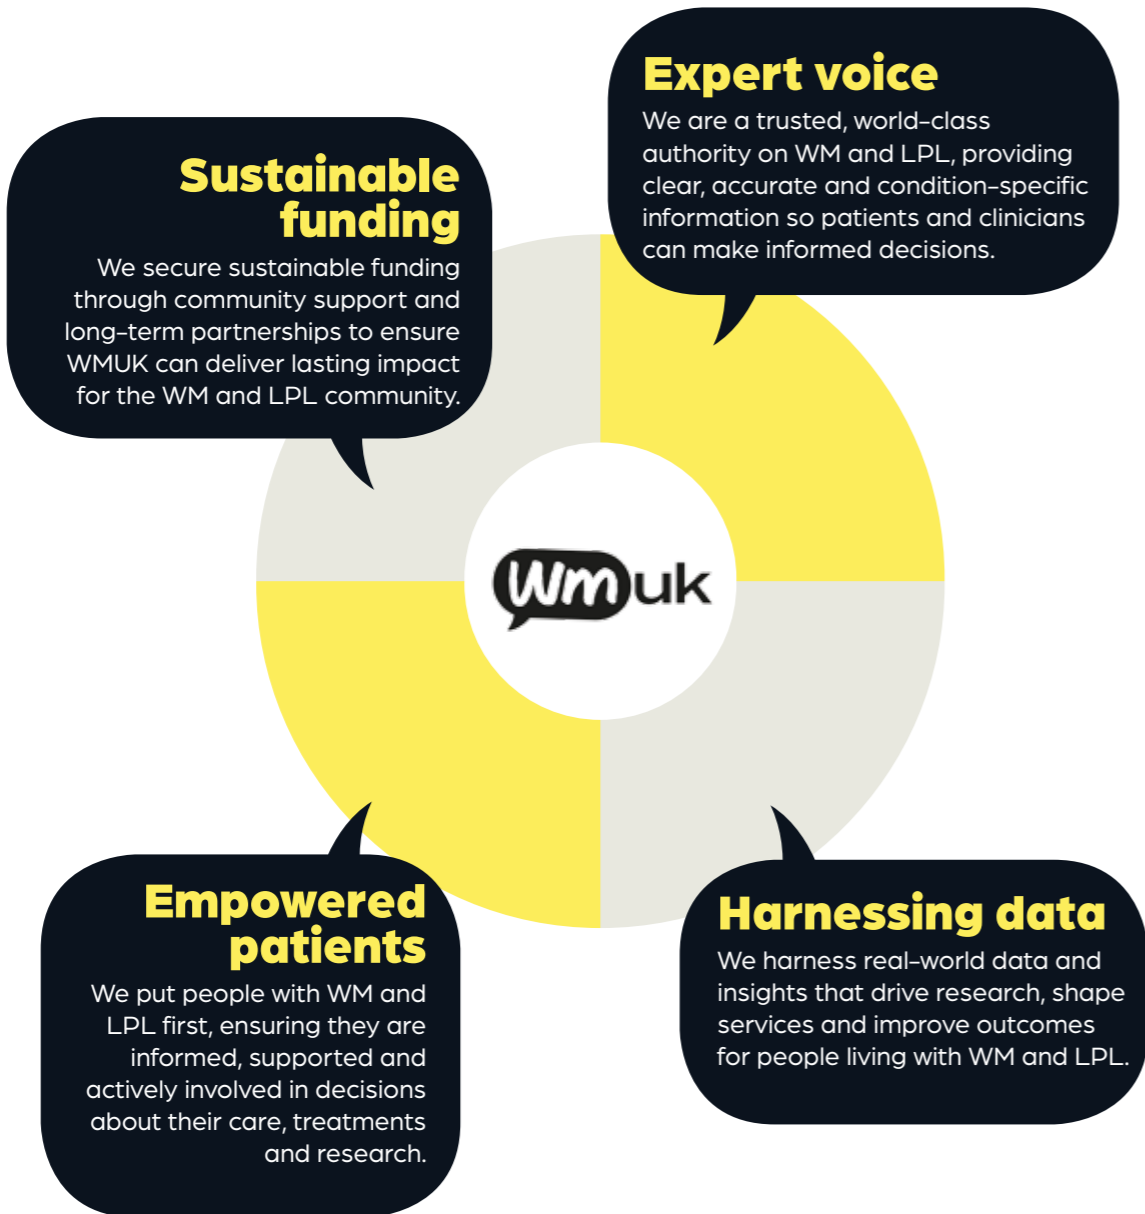 Expert voice
We are a trusted, world-class
authority on WM and LPL, providing
clear, accurate and condition-specific
information so patients and clinicians
can make informed decisions.
Sustainable
funding
We secure sustainable funding
through community support and
long-term partnerships to ensure
WMUK can deliver lasting impact
for the WM and LPL community.
Wmuk
Empowered
patients
We put people with WM and
LPL first, ensuring they are
informed, supported and
actively involved in decisions
about their care, treatments
and research.
Harnessing data
We harness real-world data and
insights that drive research, shape
services and improve outcomes
for people living with WM and LPL.